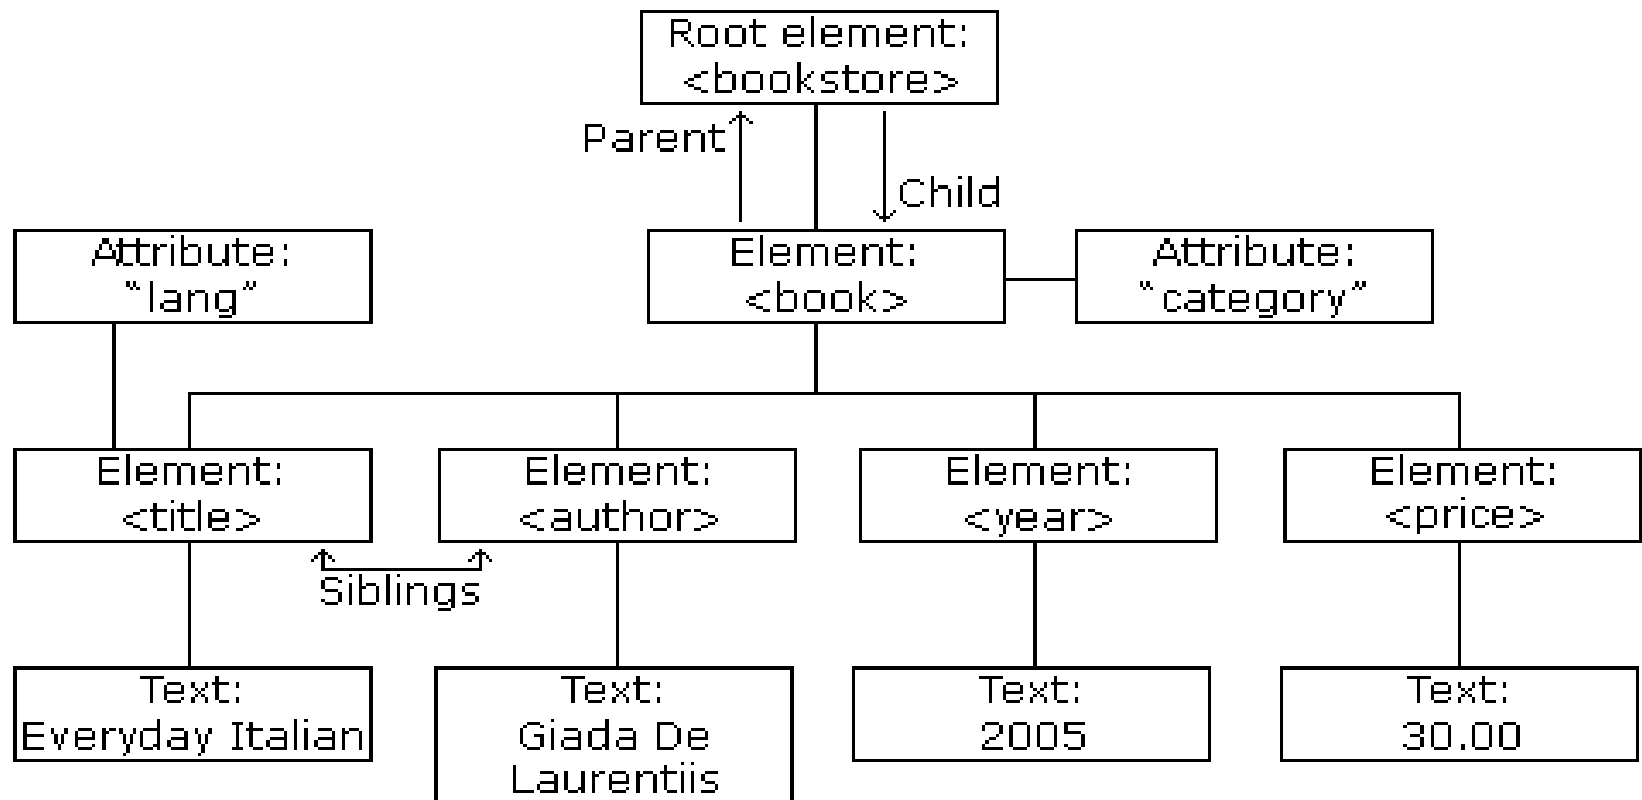 Root element:
<bookstore>
Parent
Child
Attribute:
“lang”
Element:
<book>
Attribute:
“category”
Element:
<title>
Element:
<author>
Element:
<year>
Element:
<price>
Siblings
Text:
Everyday Italian
Text:
Giada De
Laurentiis
Text:
2005
Text:
30.00